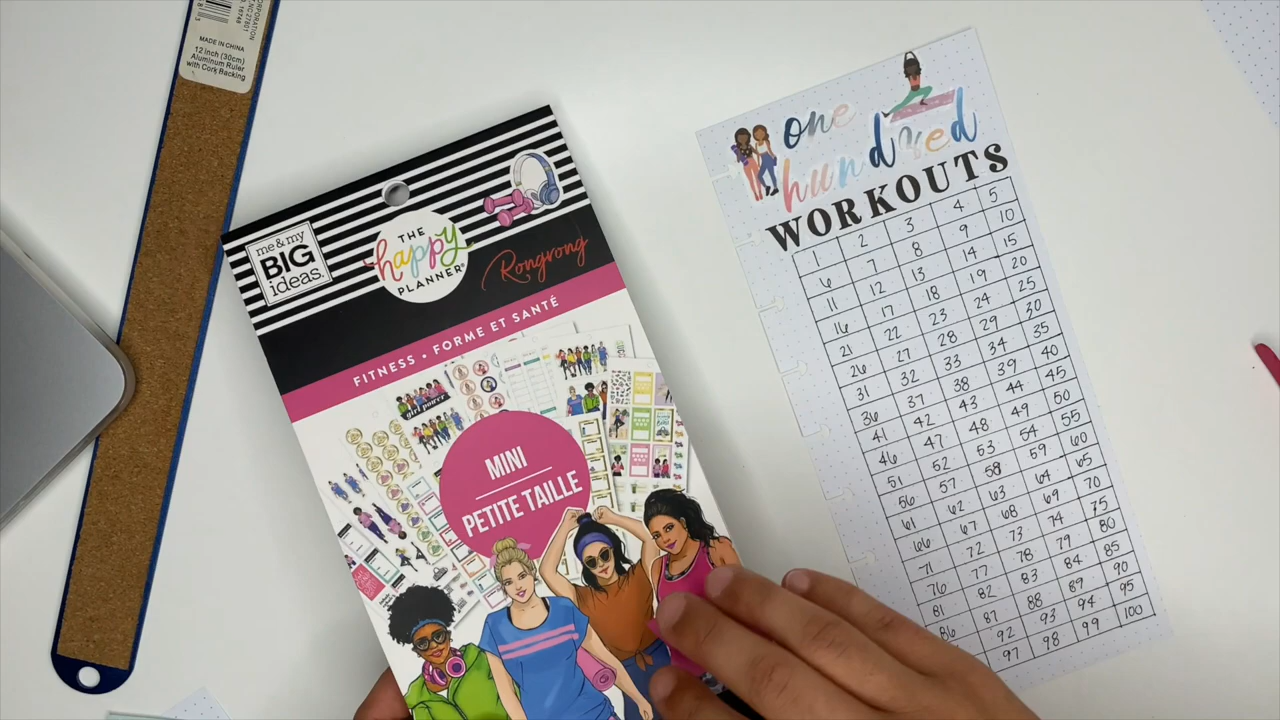 CORPORATION
NC 27801
MADE IN CHINA
12 inch (30cm)
Aluminum Ruler
with Cork Backing
me & my
BIG
ideas.
THE
happy
PLANNER®
Rongrong
FITNESS • FORME ET SANTÉ
girl power
MINI
PETITE TAILLE
one
hundred
WORKOUTS
1 2 3 4 5
6 7 8 9 10
11 12 13 14 15
16 17 18 19 20
21 22 23 24 25
26 27 28 29 30
31 32 33 34 35
36 37 38 39 40
41 42 43 44 45
46 47 48 49 50
51 52 53 54 55
56 57 58 59 60
61 62 63 64 65
66 67 68 69 70
71 72 73 74 75
76 77 78 79 80
81 82 83 84 85
86 87 88 89 90
92 93 94 95
97 98 99 100